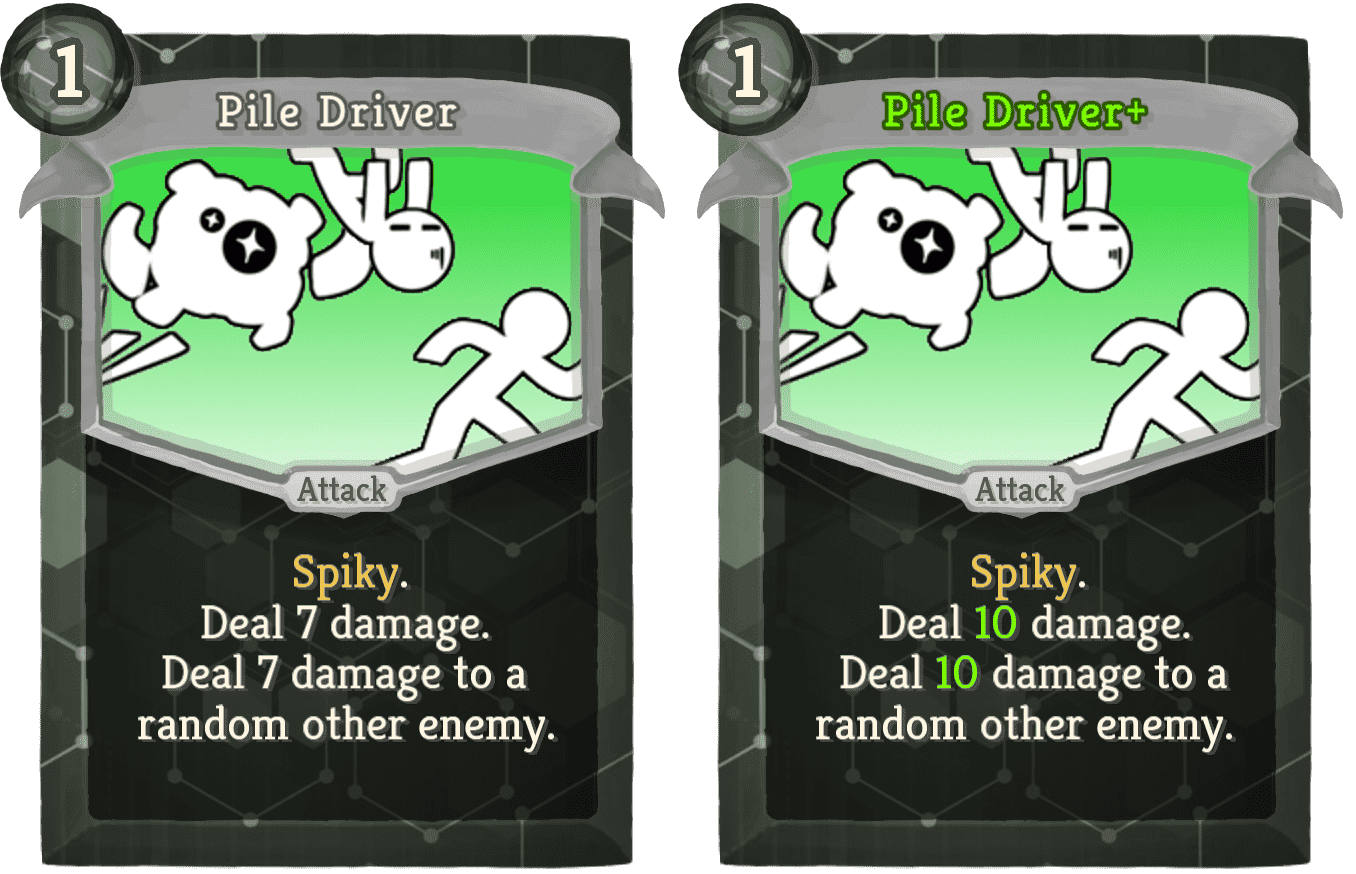 1
Pile Driver
Attack
Spiky.
Deal 7 damage.
Deal 7 damage to a
random other enemy.
1
Pile Driver+
Attack
Spiky.
Deal 10 damage.
Deal 10 damage to a
random other enemy.